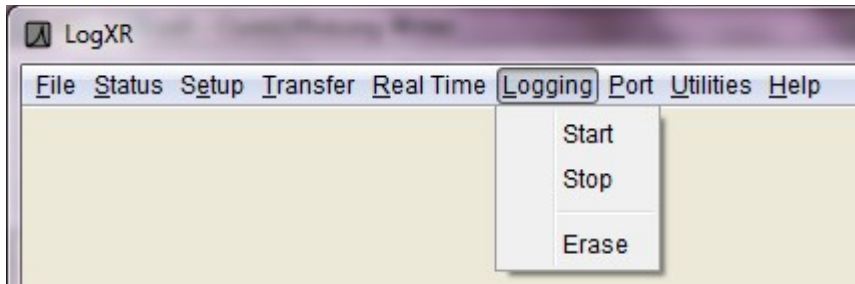 LogXR
File Status Setup Transfer Real Time Logging Port Utilities Help
Start
Stop
Erase